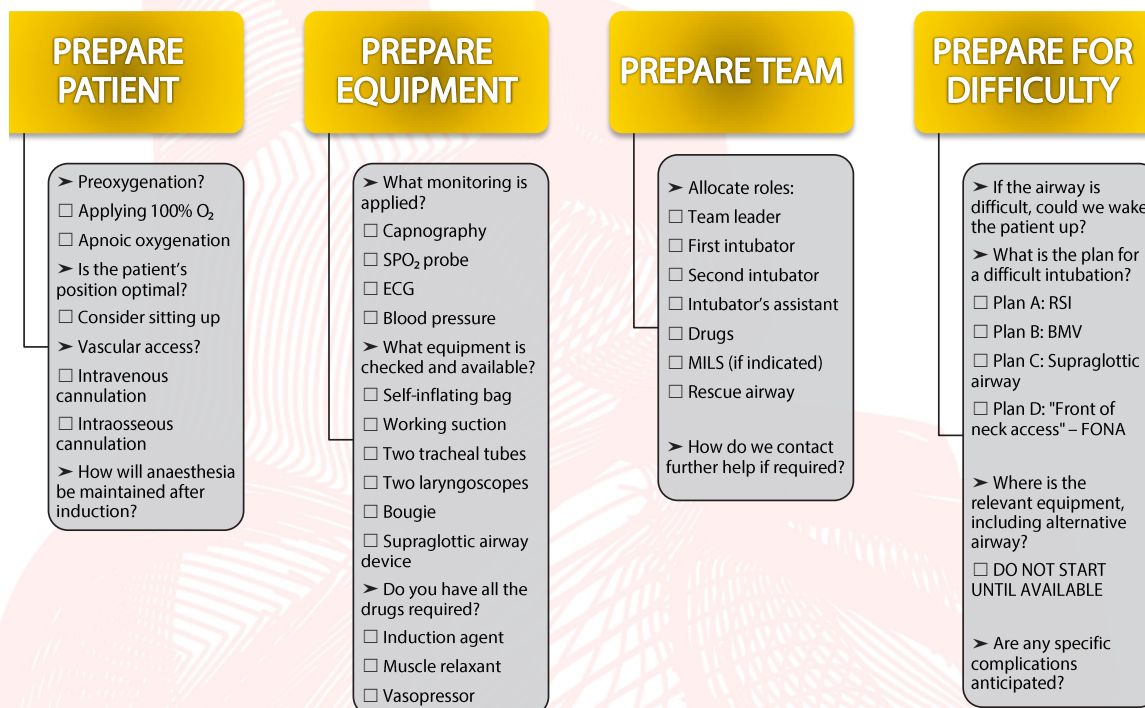 PREPARE
PATIENT
➤ Preoxygenation?
☐ Applying 100% O₂
☐ Apnoic oxygenation
➤ Is the patient's
position optimal?
☐ Consider sitting up
➤ Vascular access?
☐ Intravenous
cannulation
☐ Intraosseous
cannulation
➤ How will anaesthesia
be maintained after
induction?
PREPARE
EQUIPMENT
➤ What monitoring is
applied?
☐ Capnography
☐ SPO₂ probe
☐ ECG
☐ Blood pressure
➤ What equipment is
checked and available?
☐ Self-inflating bag
☐ Working suction
☐ Two tracheal tubes
☐ Two laryngoscopes
☐ Bougie
☐ Supraglottic airway
device
➤ Do you have all the
drugs required?
☐ Induction agent
☐ Muscle relaxant
☐ Vasopressor
PREPARE TEAM
➤ Allocate roles:
☐ Team leader
☐ First intubator
☐ Second intubator
☐ Intubator's assistant
☐ Drugs
☐ MILS (if indicated)
☐ Rescue airway
➤ How do we contact
further help if required?
PREPARE FOR
DIFFICULTY
➤ If the airway is
difficult, could we wake
the patient up?
➤ What is the plan for
a difficult intubation?
☐ Plan A: RSI
☐ Plan B: BMV
☐ Plan C: Supraglottic
airway
☐ Plan D: "Front of
neck access" – FONA
➤ Where is the
relevant equipment,
including alternative
airway?
☐ DO NOT START
UNTIL AVAILABLE
➤ Are any specific
complications
anticipated?